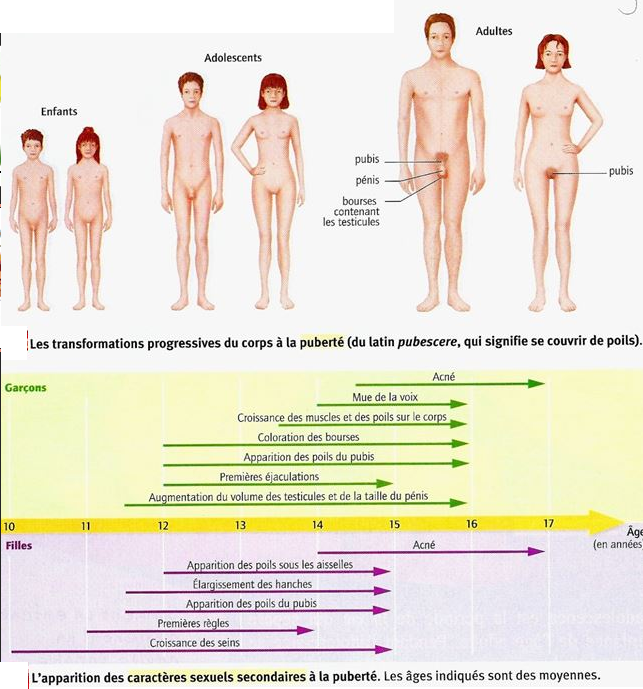 Enfants
Adolescents
Adultes
pubis
pénis
bourses
contenant
les testicules
pubis
Les transformations progressives du corps à la puberté (du latin pubescere, qui signifie se couvrir de poils).
Garçons
Acné
Mue de la voix
Croissance des muscles et des poils sur le corps
Coloration des bourses
Apparition des poils du pubis
Premières éjaculations
Augmentation du volume des testicules et de la taille du pénis
10 11 12 13 14 15 16 17
Âge
(en années
Filles
Acné
Apparition des poils sous les aisselles
Élargissement des hanches
Apparition des poils du pubis
Premières règles
Croissance des seins
L'apparition des caractères sexuels secondaires à la puberté. Les âges indiqués sont des moyennes.